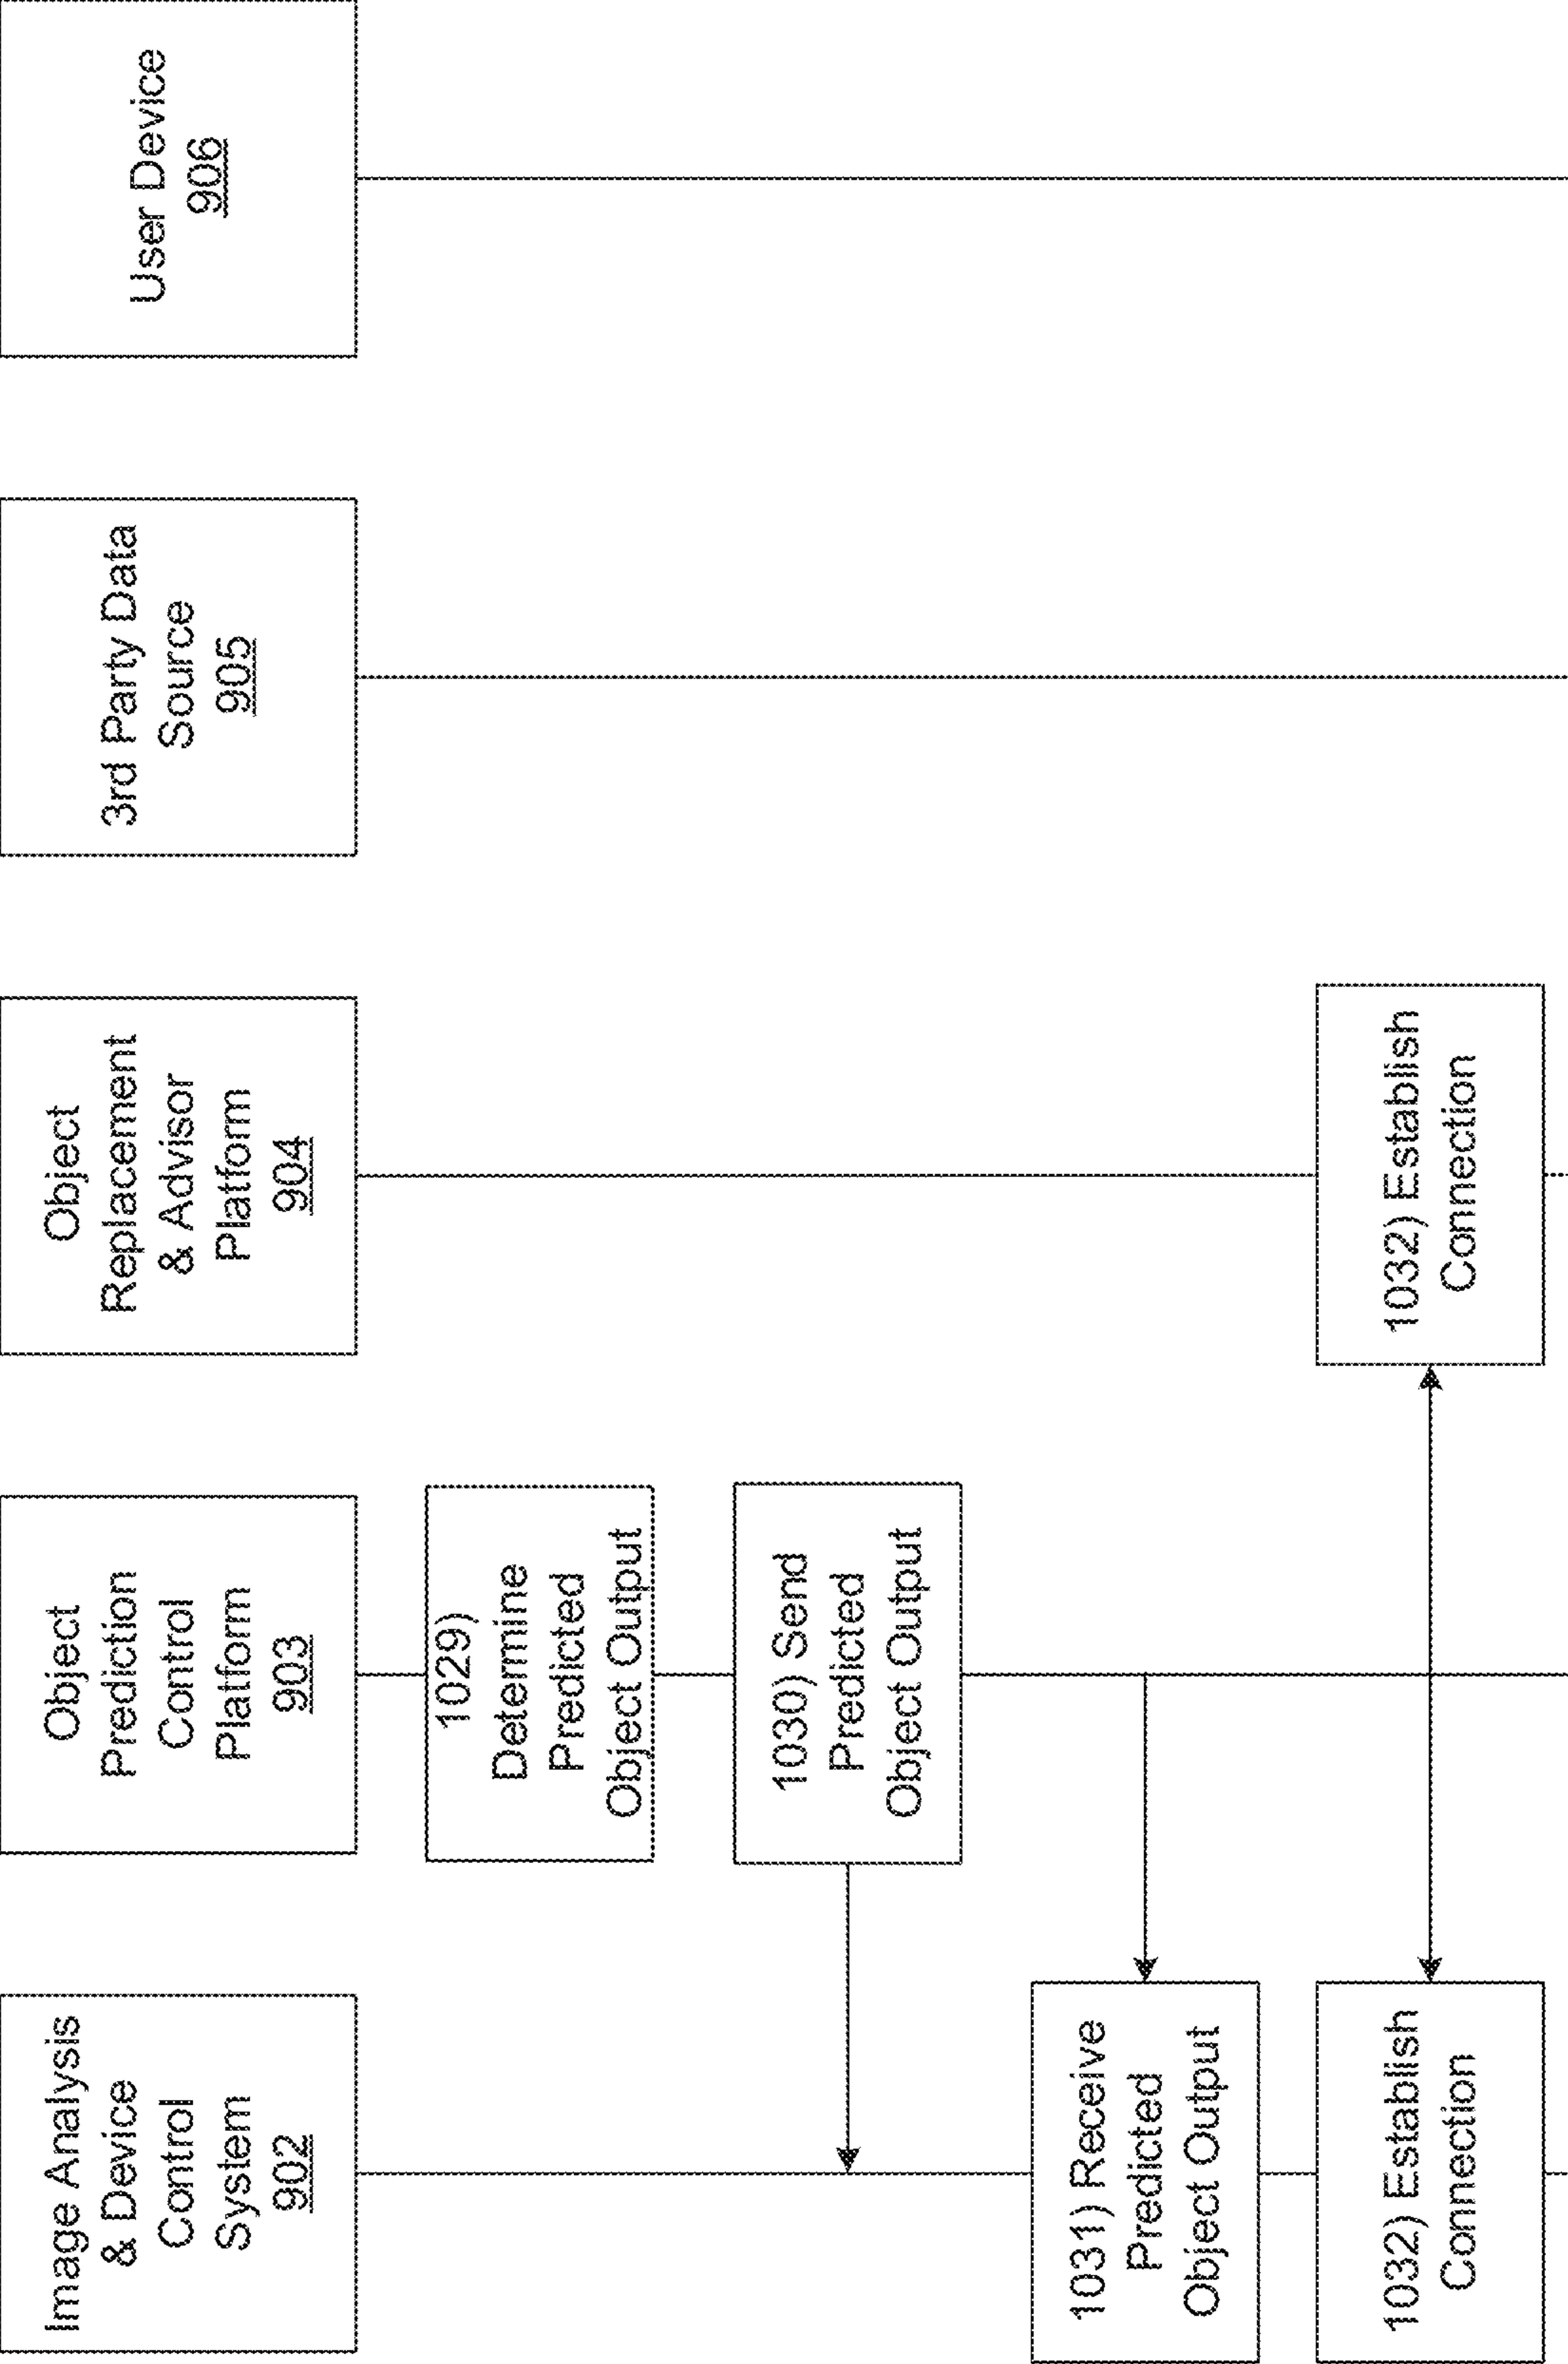 Image Analysis
& Device
Control
System
902
Object
Prediction
Control
Platform
903
Object
Replacement
& Advisor
Platform
904
3rd Party Data
Source
905
User Device
906
1029)
Determine
Predicted
Object Output
1030) Send
Predicted
Object Output
1031) Receive
Predicted
Object Output
1032) Establish
Connection
1032) Establish
Connection